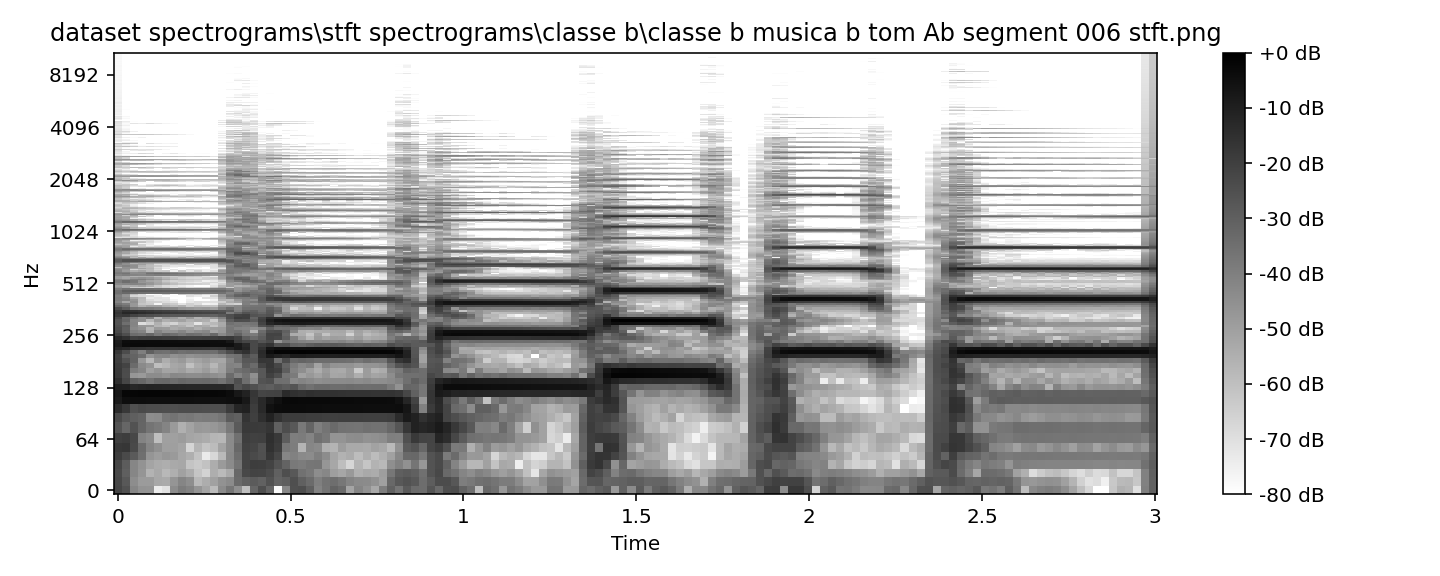 dataset spectrograms\stft spectrograms\classe b\classe b musica b tom Ab segment 006 stft.png
8192
4096
2048
1024
512
256
128
64
0
Hz
0
0.5
1
1.5
2
2.5
3
Time
+0 dB
-10 dB
-20 dB
-30 dB
-40 dB
-50 dB
-60 dB
-70 dB
-80 dB